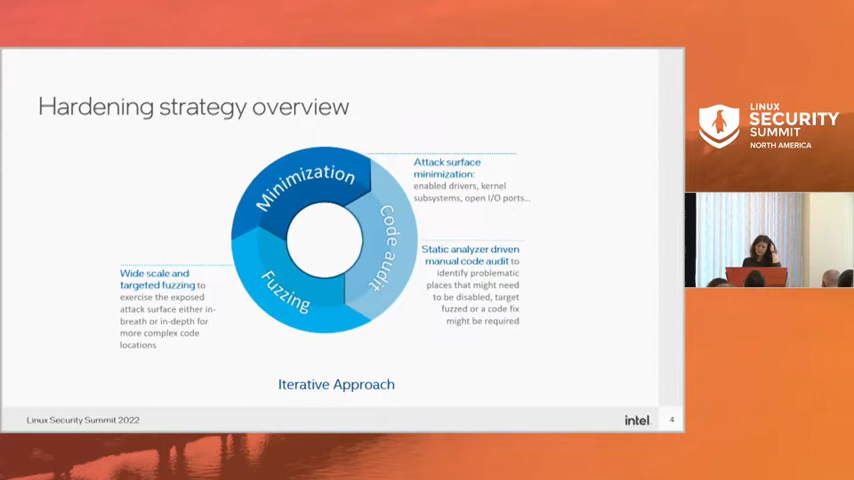 Hardening strategy overview
Minimization
Code audit
Fuzzing
Attack surface
minimization:
enabled drivers, kernel
subsystems, open I/O ports...
Static analyzer driven
manual code audit to
identify problematic
places that might need
to be disabled, target
fuzzed or a code fix
might be required
Wide scale and
targeted fuzzing to
exercise the exposed
attack surface either in-
breath or in-depth for
more complex code
locations
Iterative Approach
Linux Security Summit 2022
intel.
4
LINUX
SECURITY
SUMMIT
NORTH AMERICA